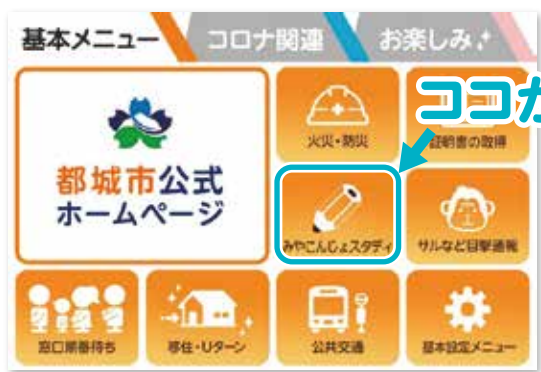 基本メニュー
コロナ関連
お楽しみ
ココか
都城市公式
ホームページ
火災・防災
証明書の取得
みやこんじょスタディ
サルなど目撃通報
窓口順番待ち
移住・Uターン
公共交通
基本設定メニュー